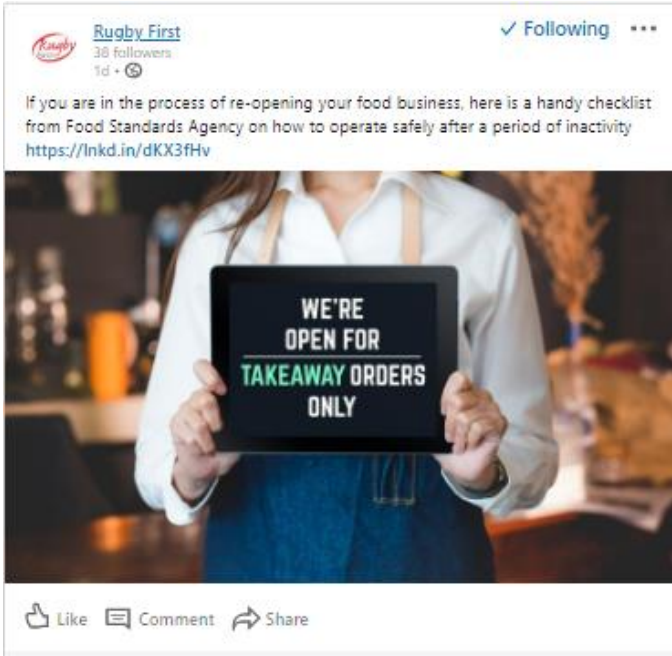 Rugby First
38 followers
1d •
✓ Following •••
If you are in the process of re-opening your food business, here is a handy checklist
from Food Standards Agency on how to operate safely after a period of inactivity
https://lnkd.in/dKX3fHv
Rugby
WE'RE
OPEN FOR
TAKEAWAY ORDERS
ONLY
Like Comment Share